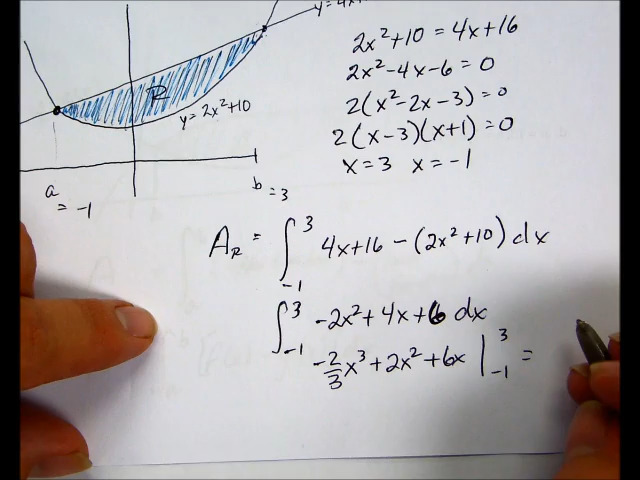 y=4x+16
R
y=2x²+10
a = -1
b = 3
2x²+10 = 4x+16
2x²-4x-6=0
2(x²-2x-3)=0
2(x-3)(x+1)=0
x=3 x=-1
A_R = ∫_{-1}^{3} 4x+16-(2x²+10) dx
∫_{-1}^{3} -2x²+4x+6 dx
-2/3 x³+2x²+6x |_{-1}^{3} =